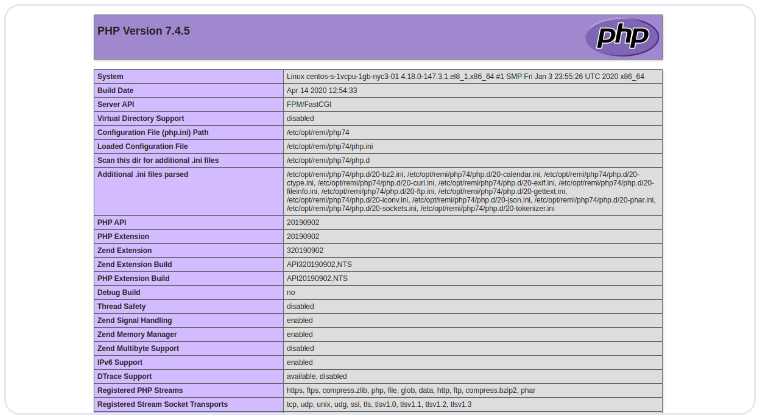 PHP Version 7.4.5
php
System Linux centos-s-1vcpu-1gb-nyc3-01 4.18.0-147.3.1.el8_1.x86_64 #1 SMP Fri Jan 3 23:55:26 UTC 2020 x86_64
Build Date Apr 14 2020 12:54:33
Server API FPM/FastCGI
Virtual Directory Support disabled
Configuration File (php.ini) Path /etc/opt/remi/php74
Loaded Configuration File /etc/opt/remi/php74/php.ini
Scan this dir for additional .ini files /etc/opt/remi/php74/php.d
Additional .ini files parsed /etc/opt/remi/php74/php.d/20-bz2.ini, /etc/opt/remi/php74/php.d/20-calendar.ini, /etc/opt/remi/php74/php.d/20-
ctype.ini, /etc/opt/remi/php74/php.d/20-curl.ini, /etc/opt/remi/php74/php.d/20-exif.ini, /etc/opt/remi/php74/php.d/20-
fileinfo.ini, /etc/opt/remi/php74/php.d/20-ftp.ini, /etc/opt/remi/php74/php.d/20-gettext.ini,
/etc/opt/remi/php74/php.d/20-iconv.ini, /etc/opt/remi/php74/php.d/20-json.ini, /etc/opt/remi/php74/php.d/20-phar.ini,
/etc/opt/remi/php74/php.d/20-sockets.ini, /etc/opt/remi/php74/php.d/20-tokenizer.ini
PHP API 20190902
PHP Extension 20190902
Zend Extension 320190902
Zend Extension Build API320190902,NTS
PHP Extension Build API20190902,NTS
Debug Build no
Thread Safety disabled
Zend Signal Handling enabled
Zend Memory Manager enabled
Zend Multibyte Support disabled
IPv6 Support enabled
DTrace Support available, disabled
Registered PHP Streams https, ftps, compress.zlib, php, file, glob, data, http, ftp, compress.bzip2, phar
Registered Stream Socket Transports tcp, udp, unix, udg, ssl, tls, tlsv1.0, tlsv1.1, tlsv1.2, tlsv1.3